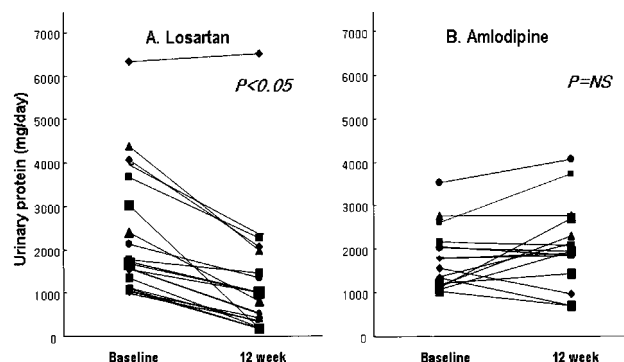 A. Losartan
P<0.05
Urinary protein (mg/day)
7000
6000
5000
4000
3000
2000
1000
0
Baseline
12 week
B. Amlodipine
P=NS
7000
6000
5000
4000
3000
2000
1000
0
Baseline
12 week